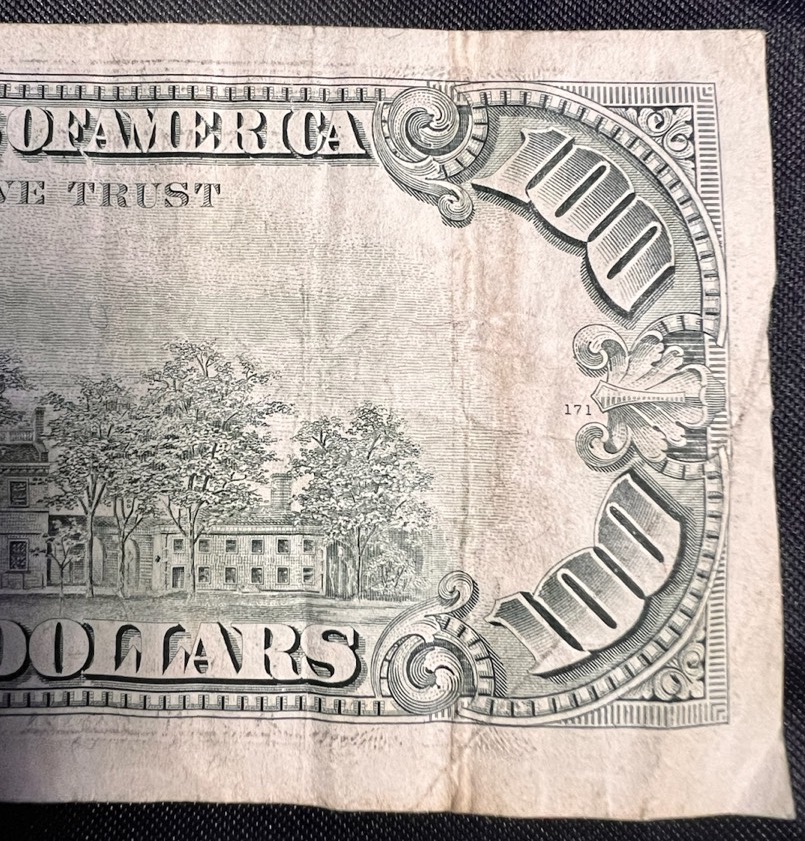 S OF AMERICA
WE TRUST
100
171
100
DOLLARS